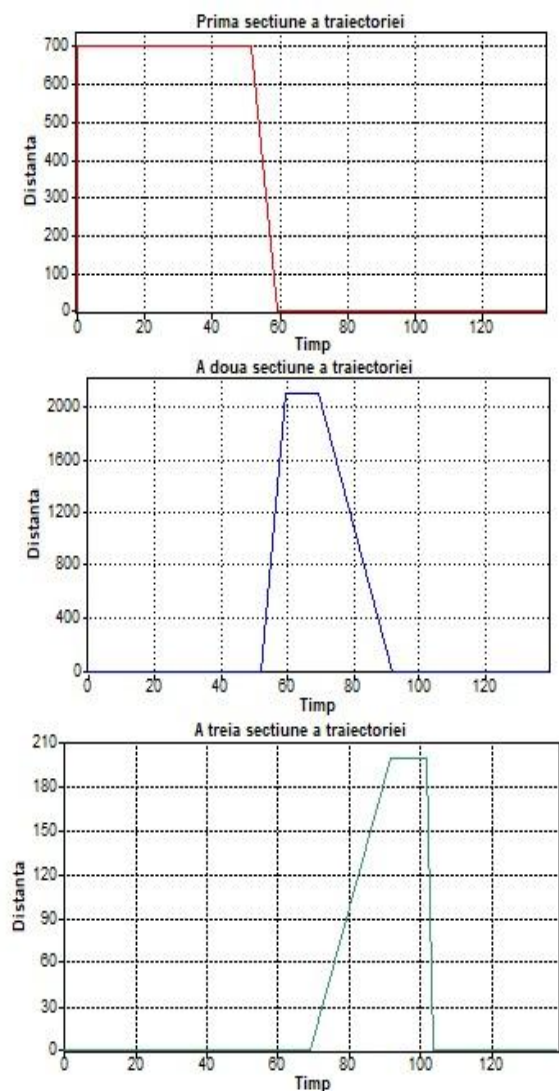 Prima sectiune a traiectoriei
700
600
500
400
300
200
100
0
Distanta
0 20 40 60 80 100 120
Timp
A doua sectiune a traiectoriei
2000
1600
1200
800
400
0
Distanta
0 20 40 60 80 100 120
Timp
A treia sectiune a traiectoriei
210
180
150
120
90
60
30
0
Distanta
0 20 40 60 80 100 120
Timp